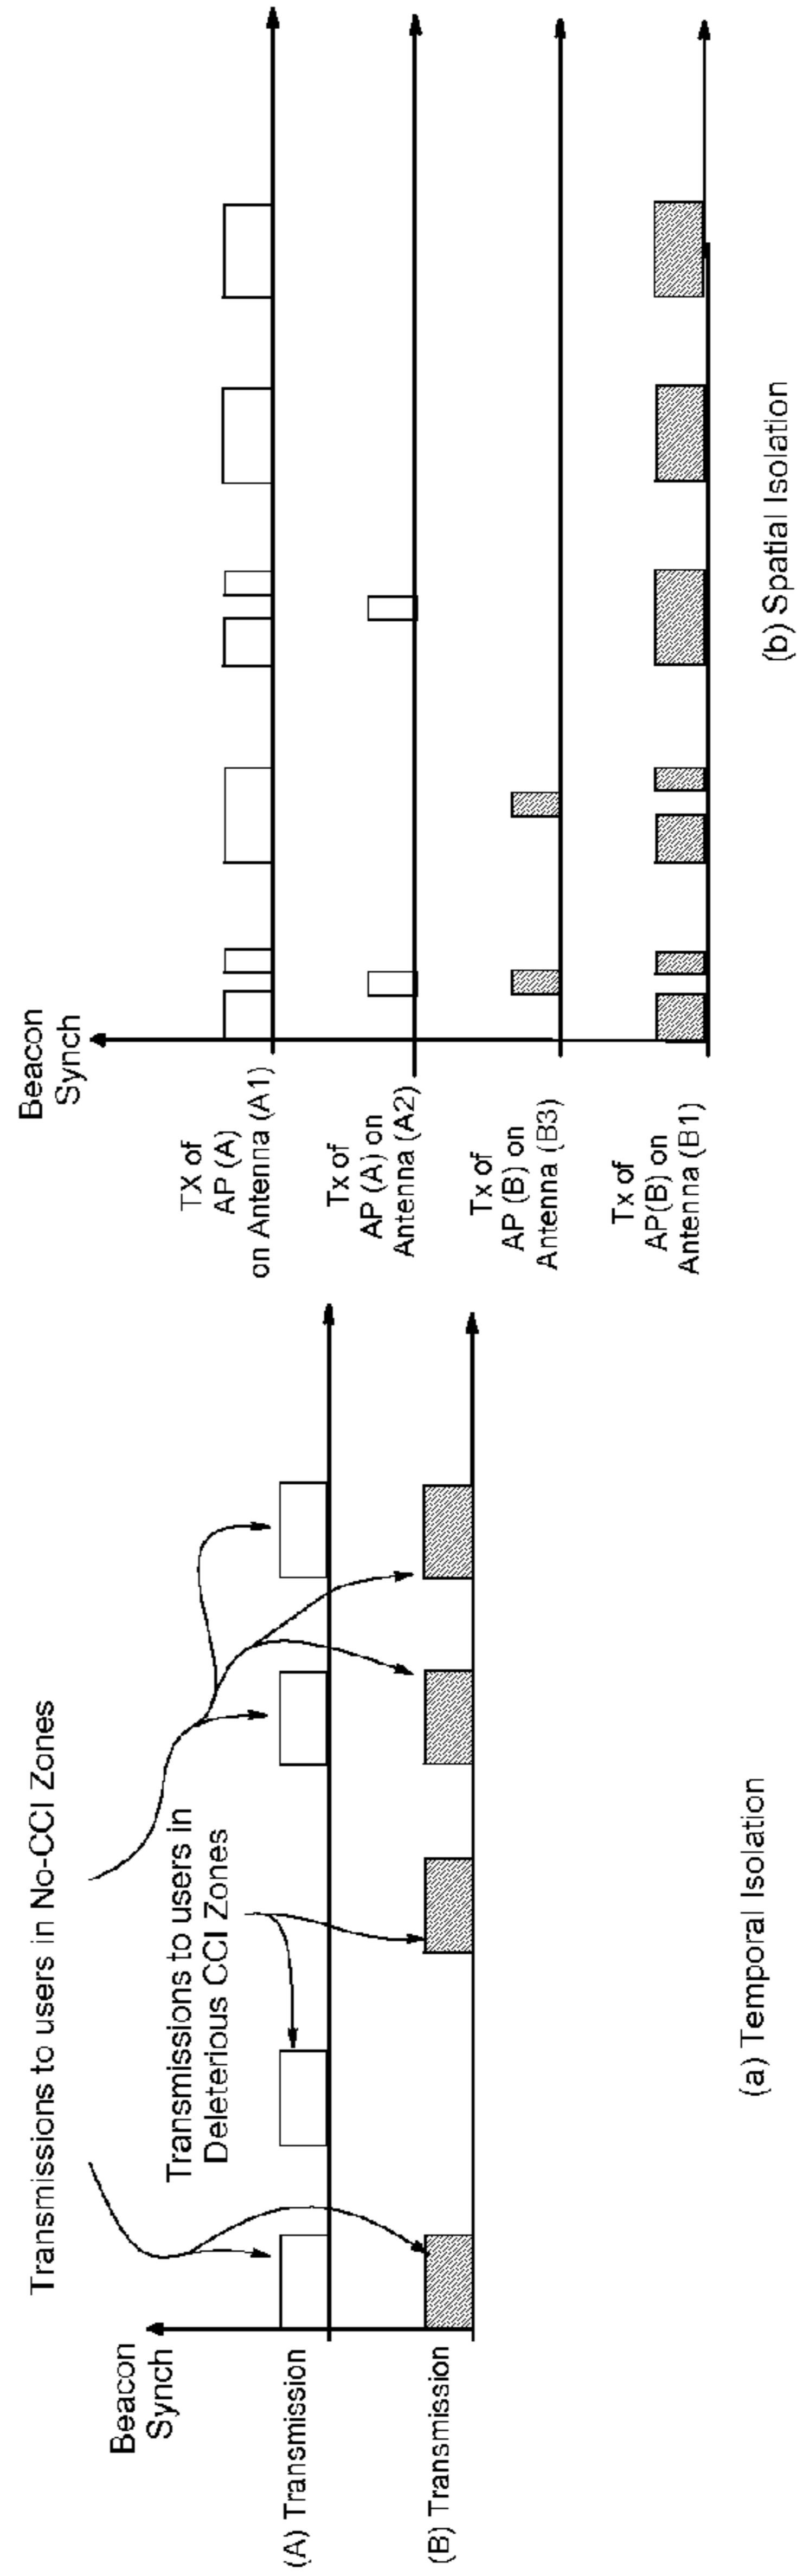 Beacon
Synch
(A) Transmission
(B) Transmission
Transmissions to users in No-CCI Zones
Transmissions to users in
Deleterious CCI Zones
(a) Temporal Isolation
Beacon
Synch
TX of
AP (A)
on Antenna (A1)
Tx of
AP (A) on
Antenna (A2)
Tx of
AP (B) on
Antenna (B3)
Tx of
AP(B) on
Antenna (B1)
(b) Spatial Isolation